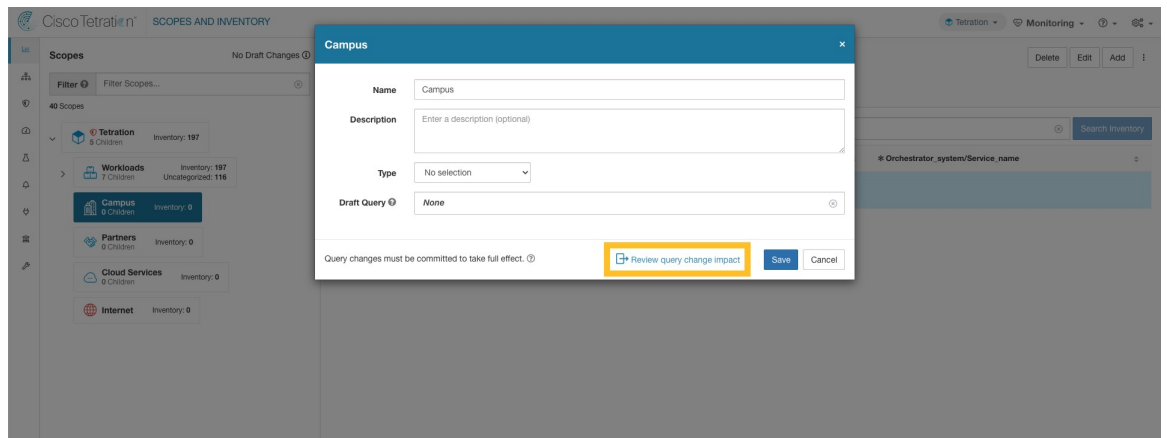 Cisco Tetration SCOPES AND INVENTORY
Tetration Monitoring
Scopes No Draft Changes
Filter Filter Scopes...
40 Scopes
Tetration
5 Children
Inventory: 197
Workloads
7 Children
Inventory: 197
Uncategorized: 116
Campus
0 Children
Inventory: 0
Partners
0 Children
Inventory: 0
Cloud Services
0 Children
Inventory: 0
Internet Inventory: 0
Campus ×
Name Campus
Description Enter a description (optional)
Type No selection
Draft Query None
Query changes must be committed to take full effect. Review query change impact Save Cancel
Delete Edit Add
Search Inventory
Orchestrator_system/Service_name